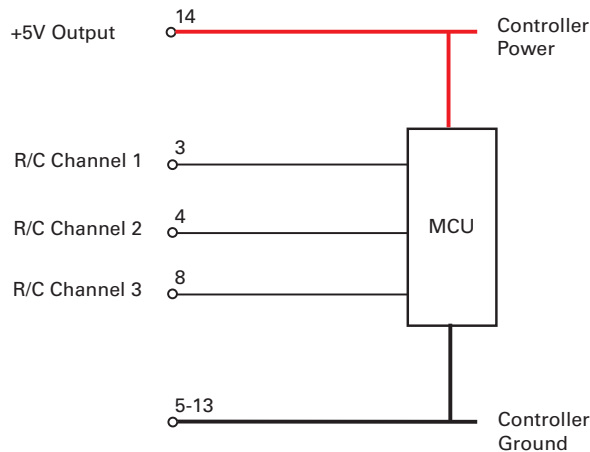 14
+5V Output
Controller
Power
3
R/C Channel 1
4
R/C Channel 2
MCU
8
R/C Channel 3
5-13
Controller
Ground